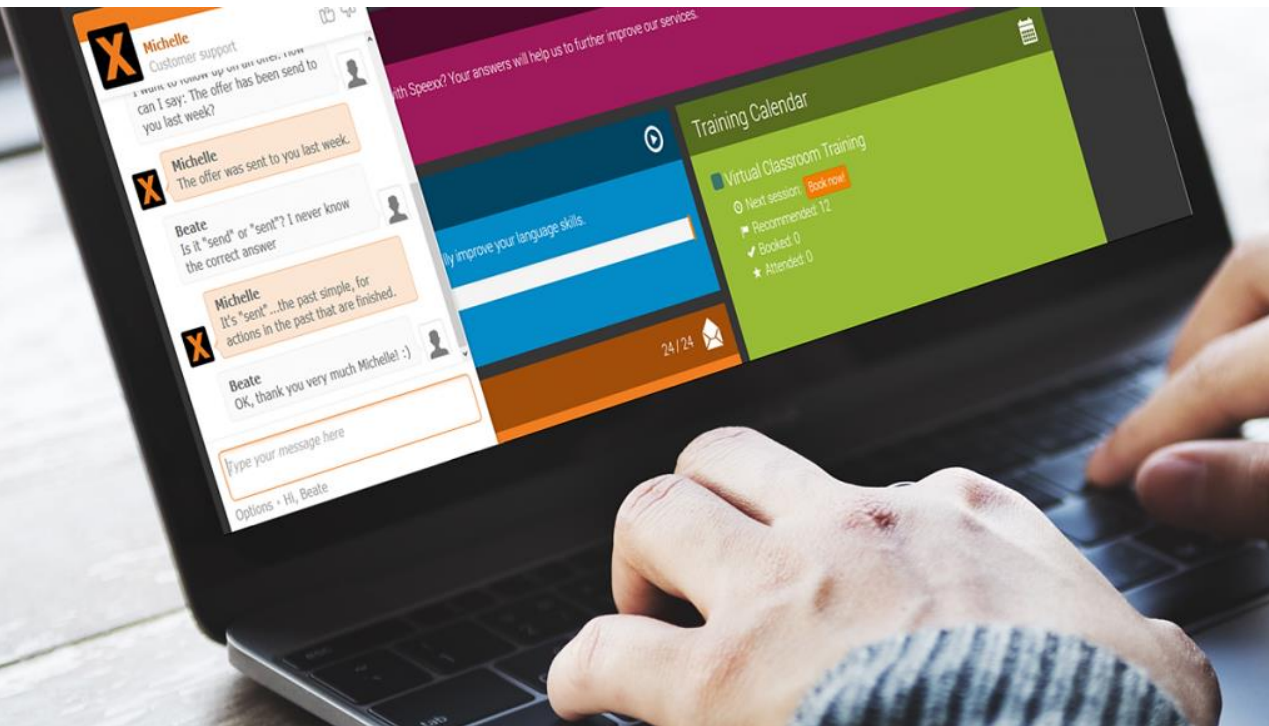 Michelle
Customer support
I want to follow up on an offer. How
can I say: The offer has been send to
you last week?
Michelle
The offer was sent to you last week.
Beate
Is it "send" or "sent"? I never know
the correct answer
Michelle
It's "sent"...the past simple, for
actions in the past that are finished.
Beate
OK, thank you very much Michelle! :)
Type your message here
Options • Hi, Beate
with Speexx? Your answers will help us to further improve our services.
improve your language skills.
24 / 24
Training Calendar
Virtual Classroom Training
Next session: Book now!
Recommended: 12
Booked: 0
Attended: 0
esc
tab